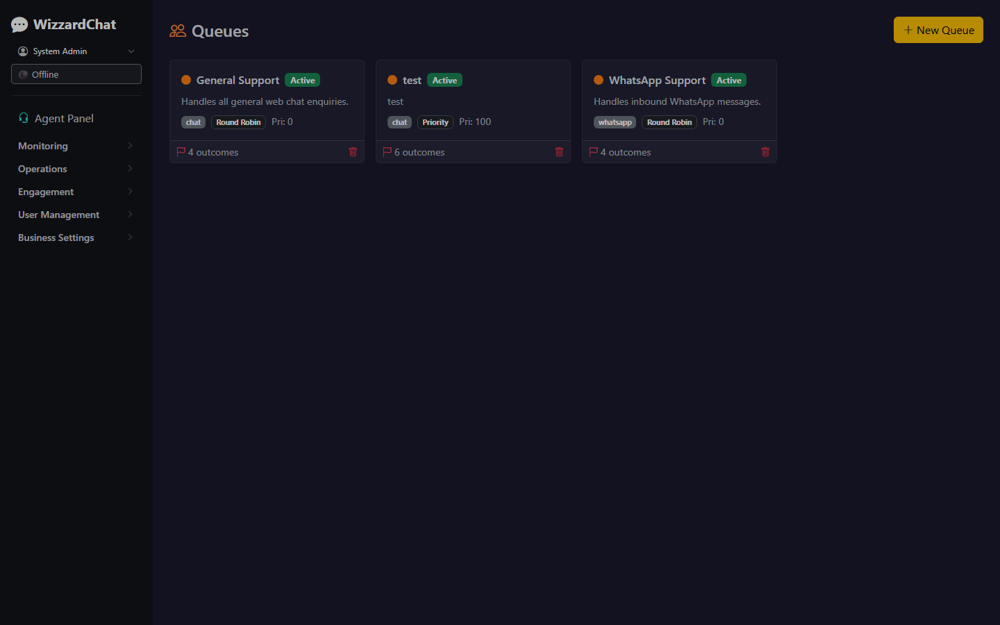 WizzardChat
System Admin
Offline
Agent Panel
Monitoring
Operations
Engagement
User Management
Business Settings
Queues
New Queue
General Support Active
Handles all general web chat enquiries.
chat Round Robin Pri: 0
4 outcomes
test Active
test
chat Priority Pri: 100
6 outcomes
WhatsApp Support Active
Handles inbound WhatsApp messages.
whatsapp Round Robin Pri: 0
4 outcomes